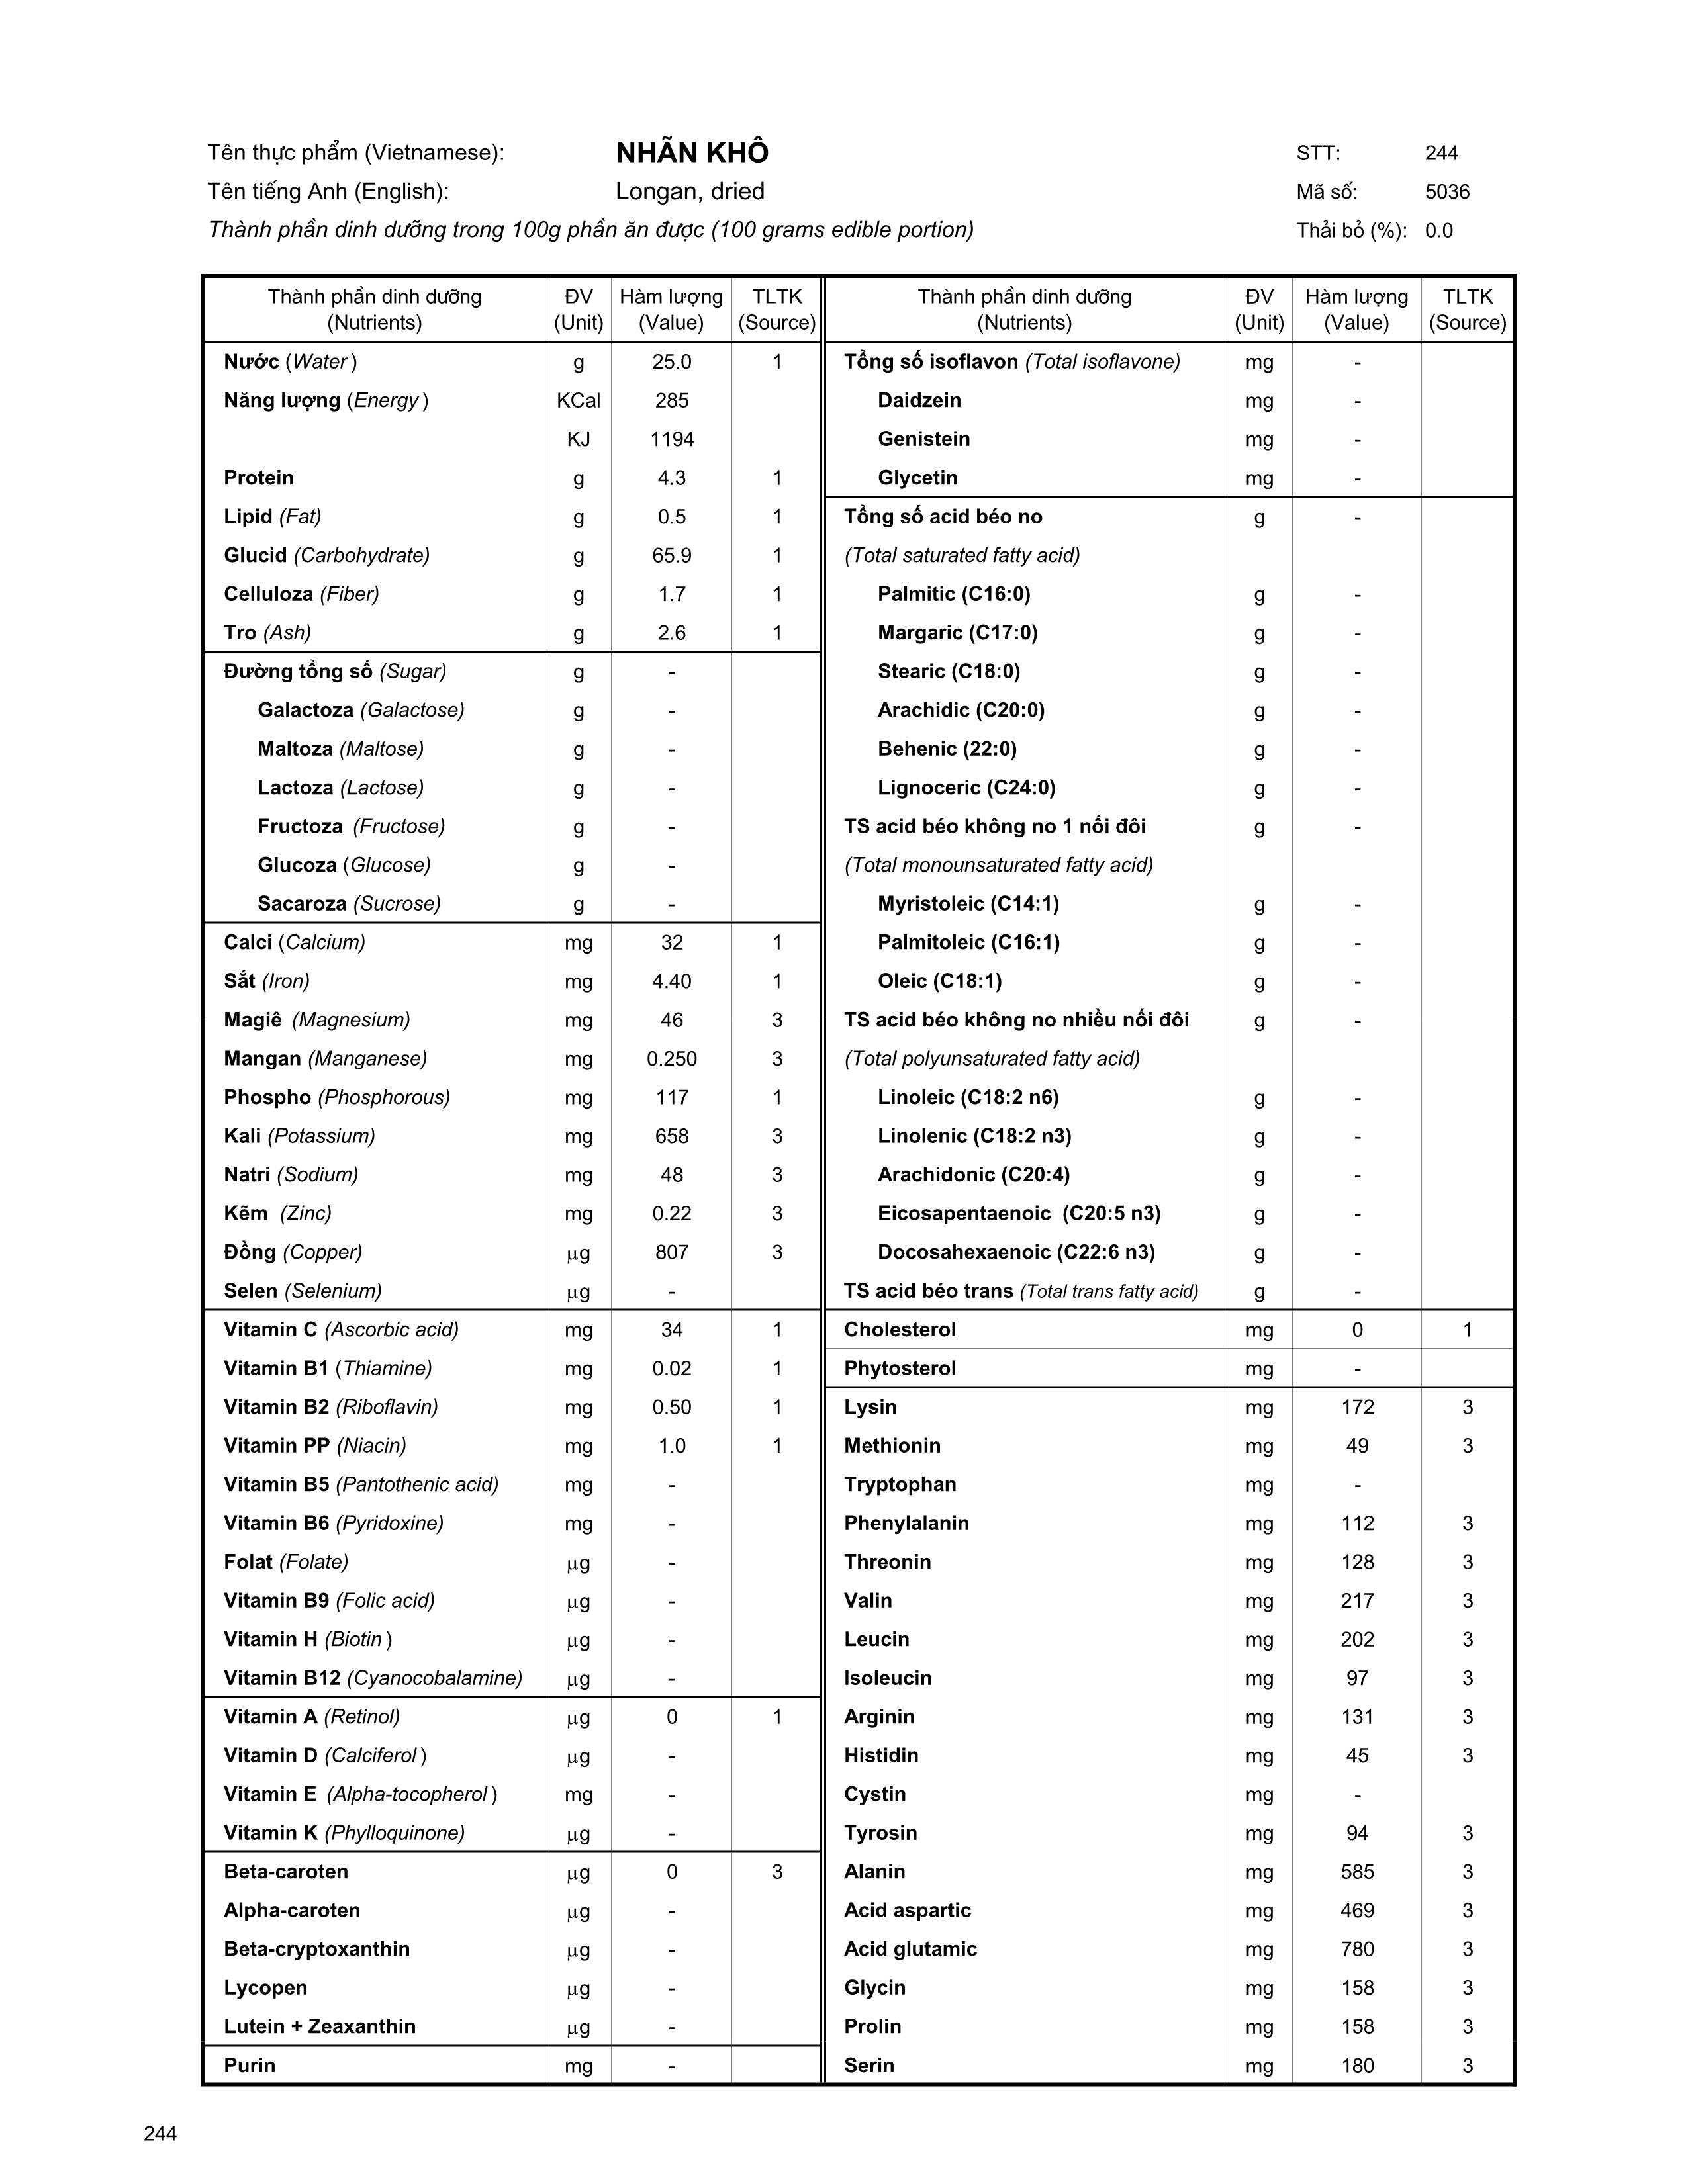 Tên thực phẩm (Vietnamese): NHÃN KHÔ STT: 244
Tên tiếng Anh (English): Longan, dried Mã số: 5036
Thành phần dinh dưỡng trong 100g phần ăn được (100 grams edible portion) Thải bỏ (%): 0.0
Thành phần dinh dưỡng ĐV Hàm lượng TLTK Thành phần dinh dưỡng ĐV Hàm lượng TLTK
(Nutrients) (Unit) (Value) (Source) (Nutrients) (Unit) (Value) (Source)
Nước (Water) g 25.0 1 Tổng số isoflavon (Total isoflavone) mg -
Năng lượng (Energy) KCal 285 Daidzein mg -
KJ 1194 Genistein mg -
Protein g 4.3 1 Glycetin mg -
Lipid (Fat) g 0.5 1 Tổng số acid béo no g -
Glucid (Carbohydrate) g 65.9 1 (Total saturated fatty acid)
Celluloza (Fiber) g 1.7 1 Palmitic (C16:0) g -
Tro (Ash) g 2.6 1 Margaric (C17:0) g -
Đường tổng số (Sugar) g - Stearic (C18:0) g -
Galactoza (Galactose) g - Arachidic (C20:0) g -
Maltoza (Maltose) g - Behenic (22:0) g -
Lactoza (Lactose) g - Lignoceric (C24:0) g -
Fructoza (Fructose) g - TS acid béo không no 1 nối đôi g -
Glucoza (Glucose) g - (Total monounsaturated fatty acid)
Sacaroza (Sucrose) g - Myristoleic (C14:1) g -
Calci (Calcium) mg 32 1 Palmitoleic (C16:1) g -
Sắt (Iron) mg 4.40 1 Oleic (C18:1) g -
Magiê (Magnesium) mg 46 3 TS acid béo không no nhiều nối đôi g -
Mangan (Manganese) mg 0.250 3 (Total polyunsaturated fatty acid)
Phospho (Phosphorous) mg 117 1 Linoleic (C18:2 n6) g -
Kali (Potassium) mg 658 3 Linolenic (C18:2 n3) g -
Natri (Sodium) mg 48 3 Arachidonic (C20:4) g -
Kẽm (Zinc) mg 0.22 3 Eicosapentaenoic (C20:5 n3) g -
Đồng (Copper) µg 807 3 Docosahexaenoic (C22:6 n3) g -
Selen (Selenium) µg - TS acid béo trans (Total trans fatty acid) g -
Vitamin C (Ascorbic acid) mg 34 1 Cholesterol mg 0 1
Vitamin B1 (Thiamine) mg 0.02 1 Phytosterol mg -
Vitamin B2 (Riboflavin) mg 0.50 1 Lysin mg 172 3
Vitamin PP (Niacin) mg 1.0 1 Methionin mg 49 3
Vitamin B5 (Pantothenic acid) mg - Tryptophan mg -
Vitamin B6 (Pyridoxine) mg - Phenylalanin mg 112 3
Folat (Folate) µg - Threonin mg 128 3
Vitamin B9 (Folic acid) µg - Valin mg 217 3
Vitamin H (Biotin) µg - Leucin mg 202 3
Vitamin B12 (Cyanocobalamine) µg - Isoleucin mg 97 3
Vitamin A (Retinol) µg 0 1 Arginin mg 131 3
Vitamin D (Calciferol) µg - Histidin mg 45 3
Vitamin E (Alpha-tocopherol) mg - Cystin mg -
Vitamin K (Phylloquinone) µg - Tyrosin mg 94 3
Beta-caroten µg 0 3 Alanin mg 585 3
Alpha-caroten µg - Acid aspartic mg 469 3
Beta-cryptoxanthin µg - Acid glutamic mg 780 3
Lycopen µg - Glycin mg 158 3
Lutein + Zeaxanthin µg - Prolin mg 158 3
Purin mg - Serin mg 180 3
244